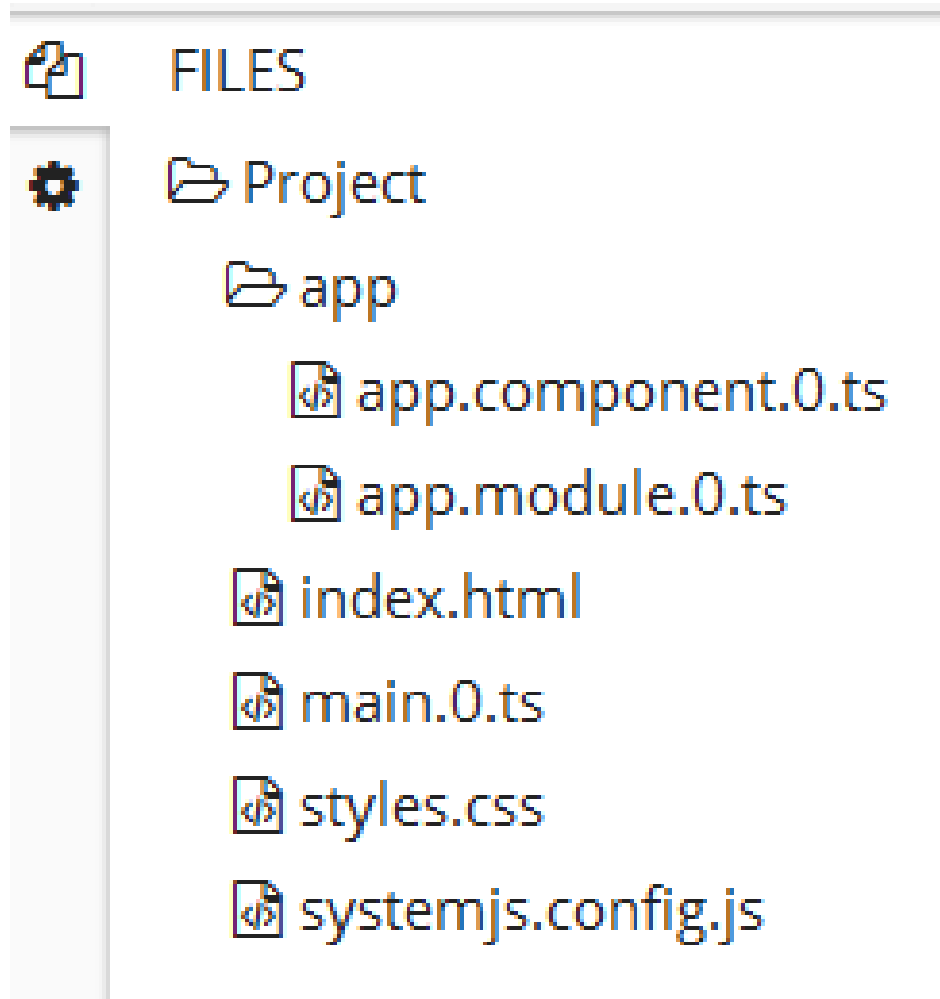 FILES
Project
app
app.component.0.ts
app.module.0.ts
index.html
main.0.ts
styles.css
systemjs.config.js